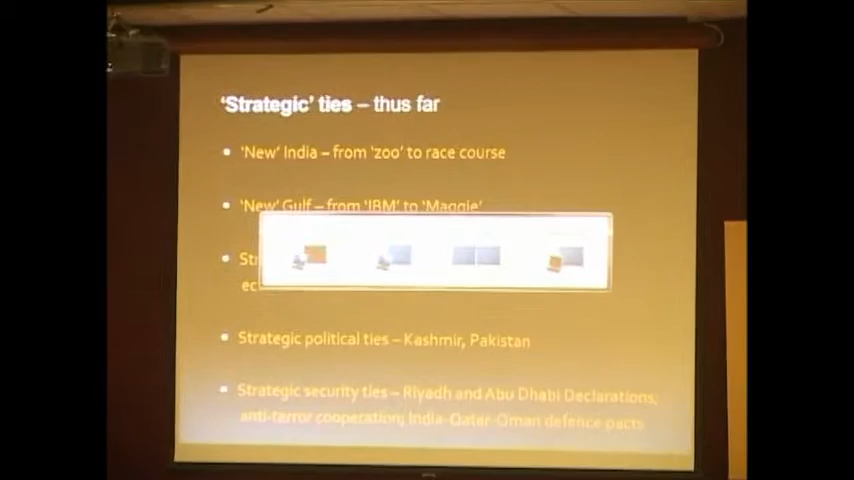 ‘Strategic’ ties – thus far
• ‘New’ India – from ‘zoo’ to race course
• ‘New’ Gulf – from ‘IBM’ to ‘Maggie’
• Str
ec
• Strategic political ties – Kashmir, Pakistan
• Strategic security ties – Riyadh and Abu Dhabi Declarations;
anti-terror cooperation; India-Qatar-Oman defence pacts